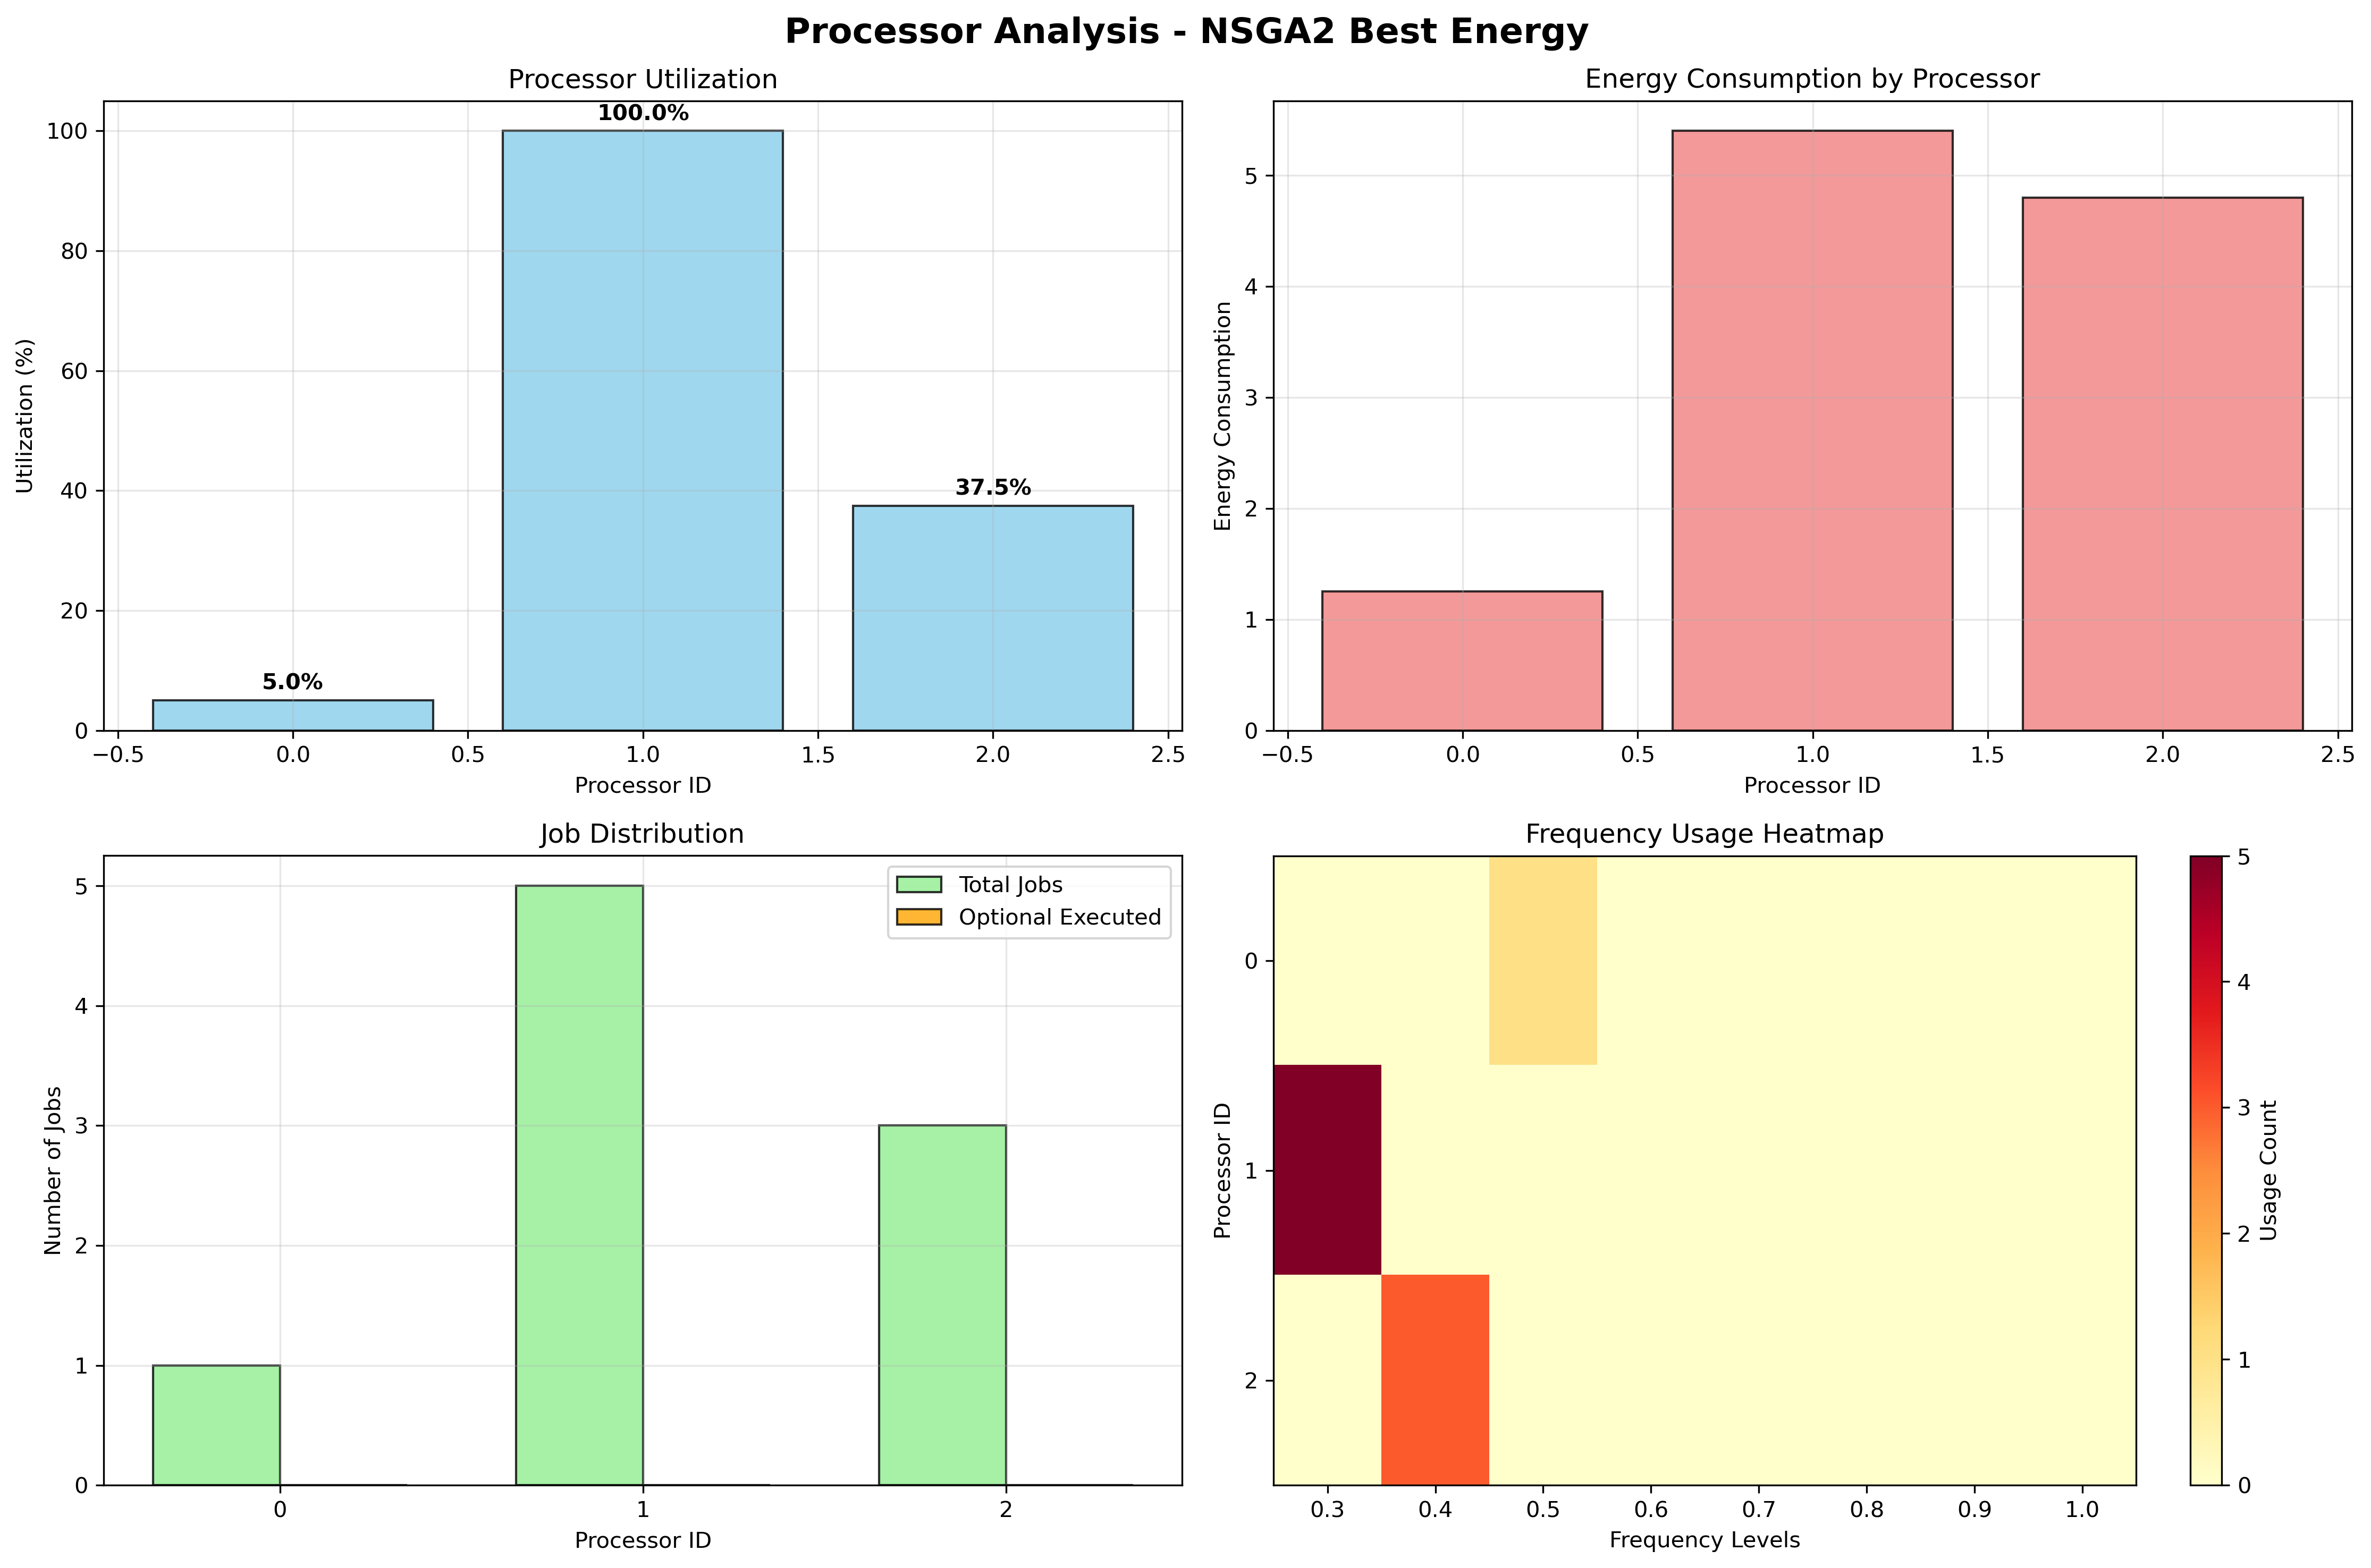 Processor Analysis - NSGA2 Best Energy
Processor Utilization
Utilization (%)
100
80
60
40
20
0
5.0%
100.0%
37.5%
−0.5 0.0 0.5 1.0 1.5 2.0 2.5
Processor ID
Energy Consumption by Processor
Energy Consumption
5
4
3
2
1
0
−0.5 0.0 0.5 1.0 1.5 2.0 2.5
Processor ID
Job Distribution
Number of Jobs
5
4
3
2
1
0
Total Jobs
Optional Executed
0 1 2
Processor ID
Frequency Usage Heatmap
Processor ID
0
1
2
0.3 0.4 0.5 0.6 0.7 0.8 0.9 1.0
Frequency Levels
5
4
3
2
1
0
Usage Count